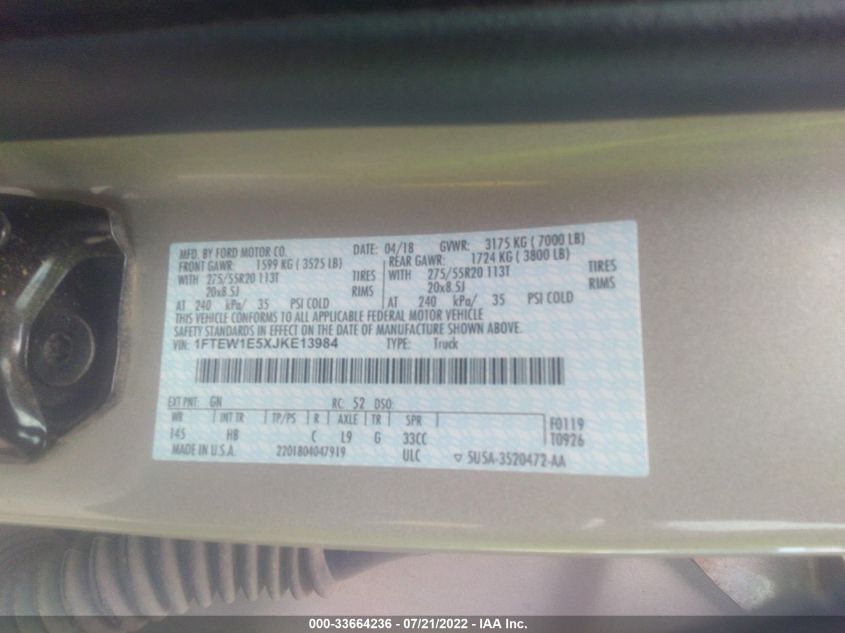 MFD. BY FORD MOTOR CO. DATE: 04/18 GVWR: 3175 KG ( 7000 LB)
FRONT GAWR: 1599 KG ( 3525 LB) REAR GAWR: 1724 KG ( 3800 LB)
WITH 275/55R20 113T TIRES WITH 275/55R20 113T TIRES
20x8.5J RIMS 20x8.5J RIMS
AT 240 kPa/ 35 PSI COLD AT 240 kPa/ 35 PSI COLD
THIS VEHICLE CONFORMS TO ALL APPLICABLE FEDERAL MOTOR VEHICLE
SAFETY STANDARDS IN EFFECT ON THE DATE OF MANUFACTURE SHOWN ABOVE.
VIN: 1FTEW1E5XJKE13984 TYPE: Truck
EXT PNT: GN RC: 52 DSO:
WB INT TR TP/PS R AXLE TR SPR F0119
145 HB C L9 G 33CC T0926
MADE IN U.S.A. 2201804047919 ULC ▽ 5U5A-3520472-AA
000-33664236 - 07/21/2022 - IAA Inc.